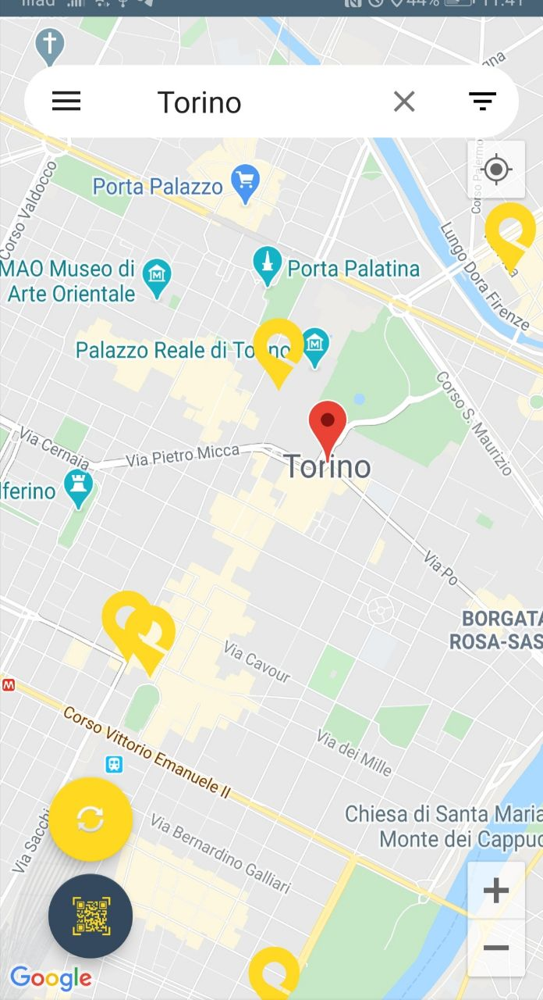 44% 11:41
gna
Torino
Corso Palermo
Porta Palazzo
Corso Valdocco
Lungo Dora Firenze
MAO Museo di
Arte Orientale
Porta Palatina
Palazzo Reale di To no
Corso S. Maurizio
Via Cernaia
Via Pietro Micca
Torino
lferino
Via Po
BORGATA
ROSA-SAS
Via Cavour
M
Corso Vittorio Emanuele II
Via dei Mille
Chiesa di Santa Maria
Monte dei Cappuc
Via Sacchi
Via Bernardino Galliari
Google